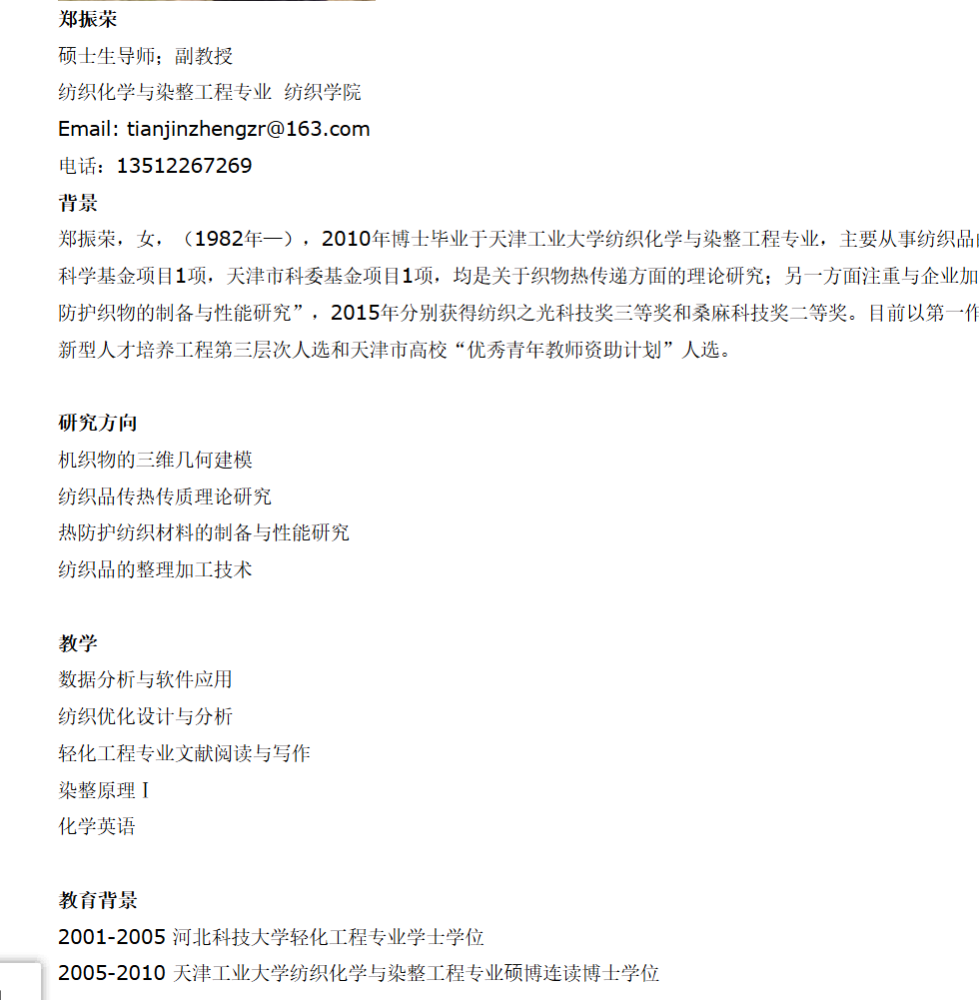 郑振荣
硕士生导师；副教授
纺织化学与染整工程专业 纺织学院
Email: tianjinzhengzr@163.com
电话：13512267269
背景
郑振荣，女，（1982年—），2010年博士毕业于天津工业大学纺织化学与染整工程专业，主要从事纺织品
科学基金项目1项，天津市科委基金项目1项，均是关于织物热传递方面的理论研究；另一方面注重与企业加
防护织物的制备与性能研究”，2015年分别获得纺织之光科技奖三等奖和桑麻科技奖二等奖。目前以第一作
新型人才培养工程第三层次人选和天津市高校“优秀青年教师资助计划”人选。
研究方向
机织物的三维几何建模
纺织品传热传质理论研究
热防护纺织材料的制备与性能研究
纺织品的整理加工技术
教学
数据分析与软件应用
纺织优化设计与分析
轻化工程专业文献阅读与写作
染整原理Ⅰ
化学英语
教育背景
2001-2005 河北科技大学轻化工程专业学士学位
2005-2010 天津工业大学纺织化学与染整工程专业硕博连读博士学位